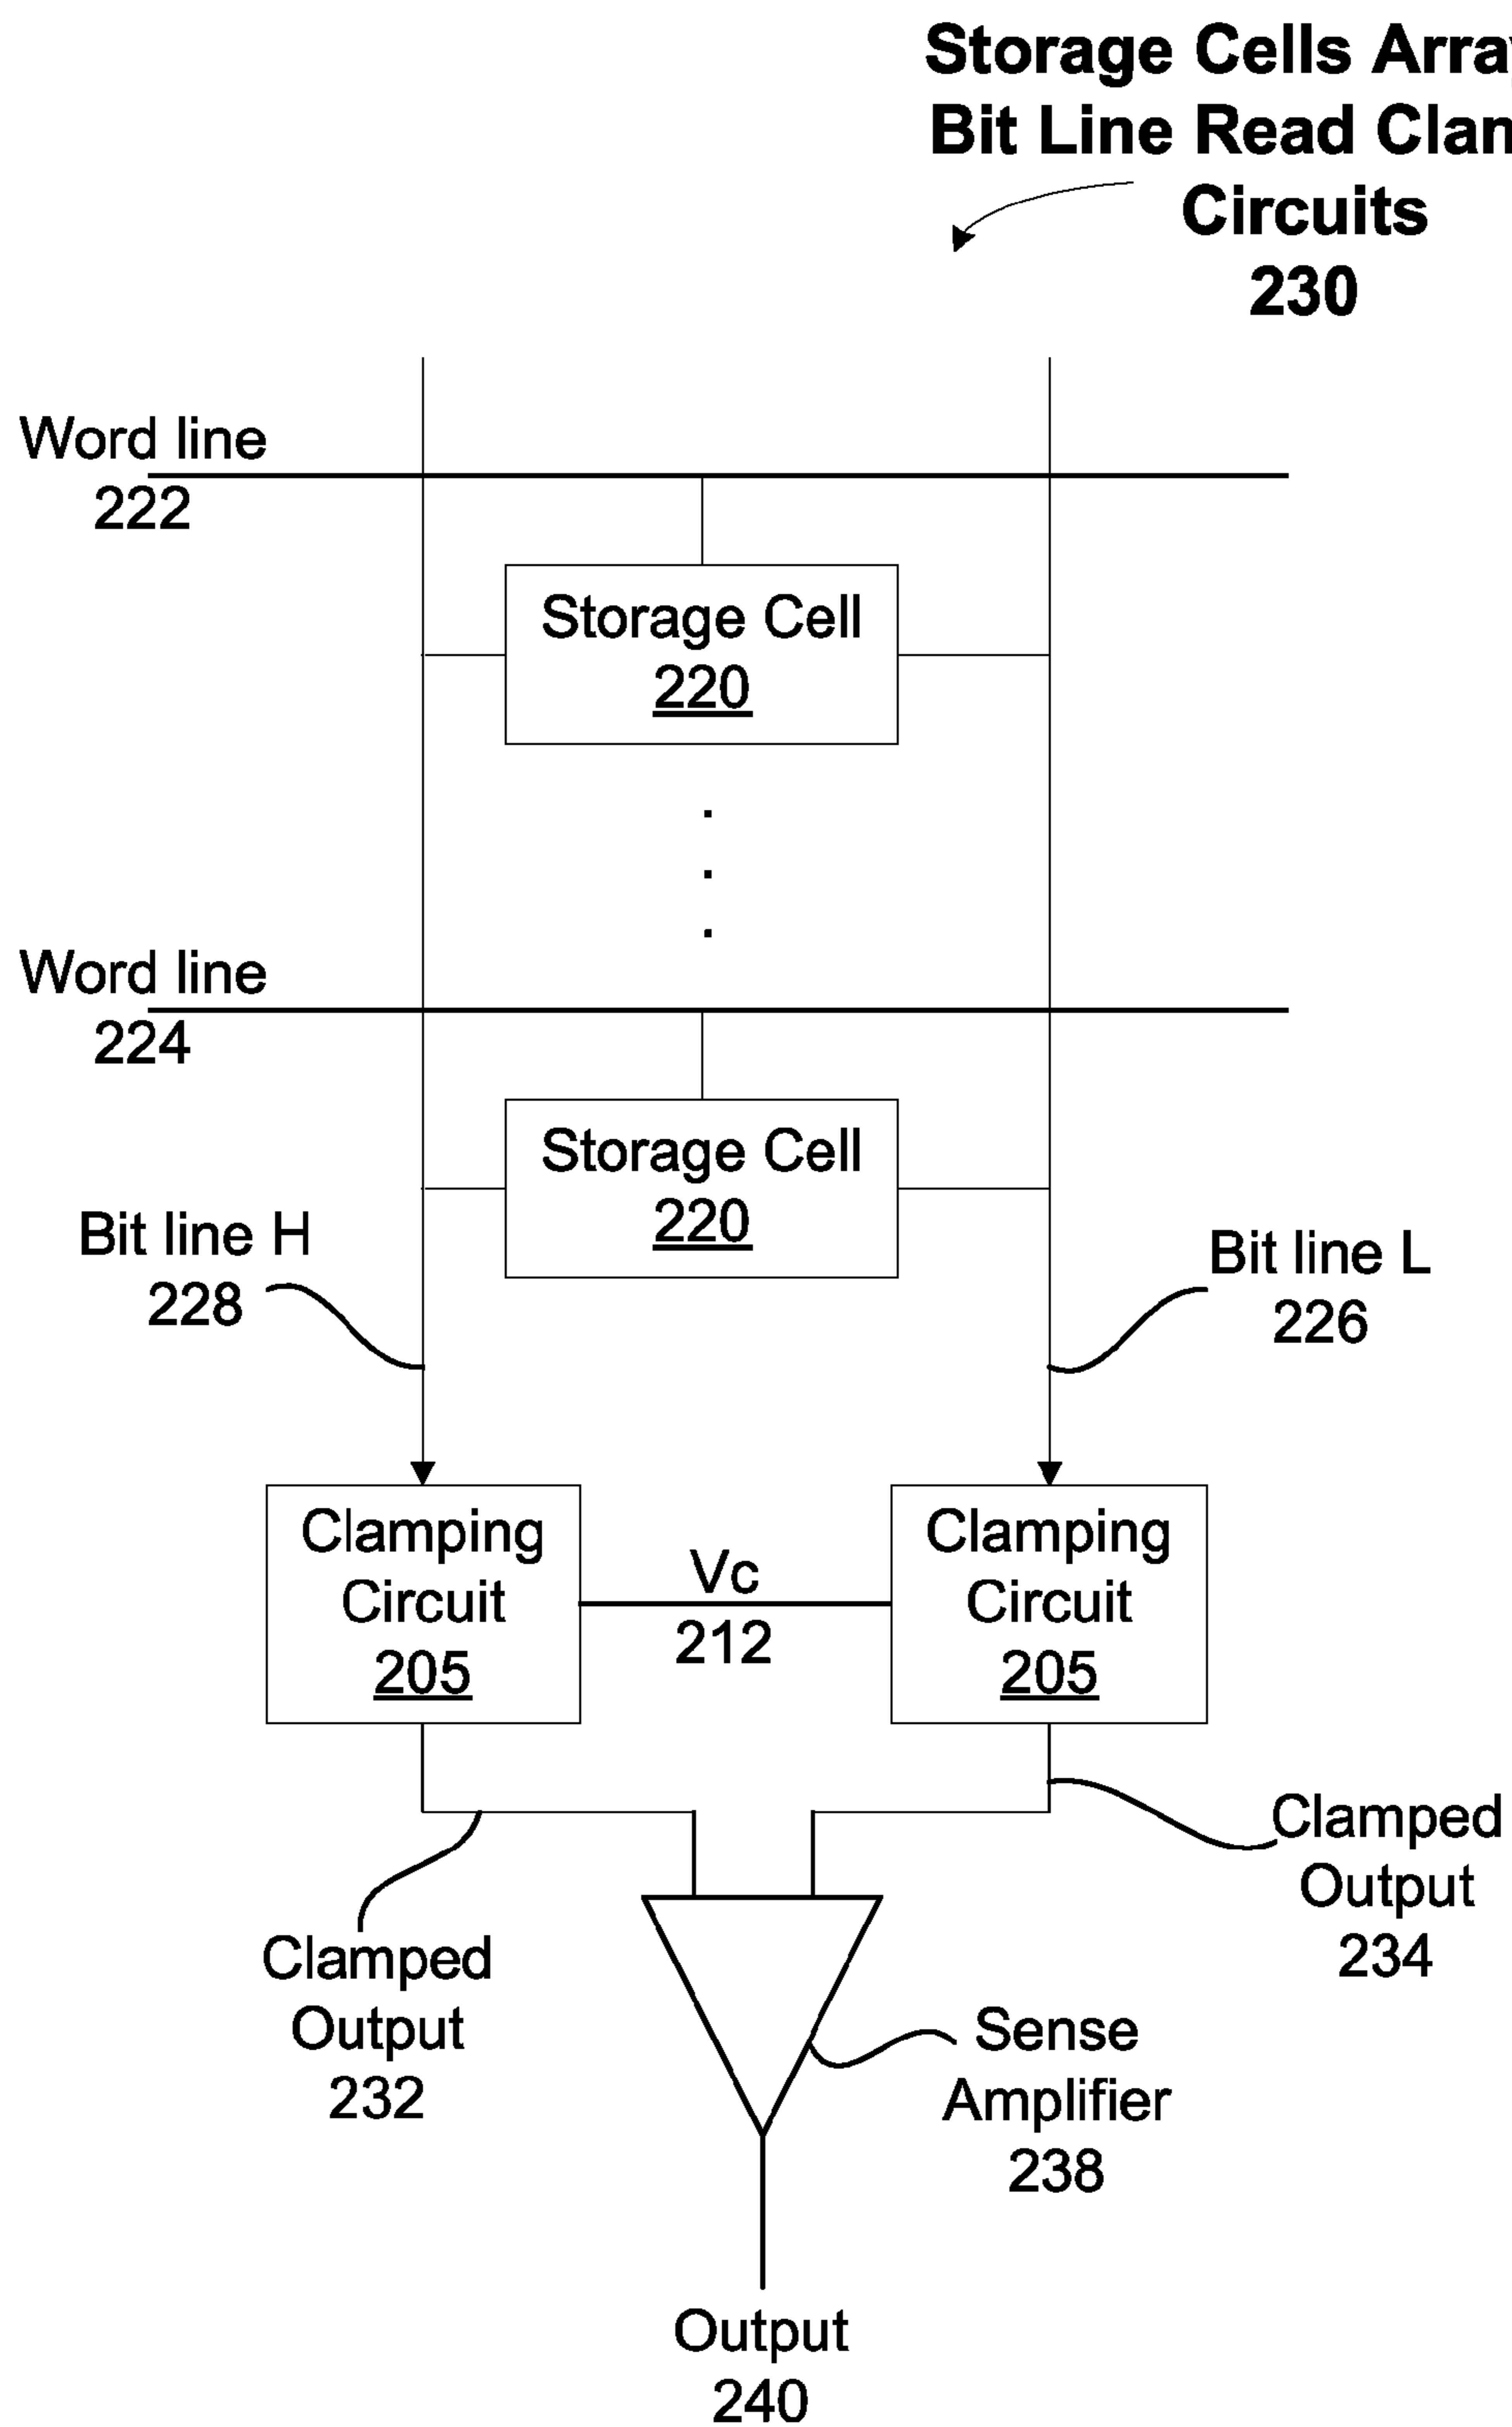 Storage Cells Array
Bit Line Read Clam
Circuits
230
Word line
222
Storage Cell
220
Word line
224
Storage Cell
220
Bit line H
228
Bit line L
226
Clamping
Circuit
205
Vc
212
Clamping
Circuit
205
Clamped
Output
234
Clamped
Output
232
Sense
Amplifier
238
Output
240